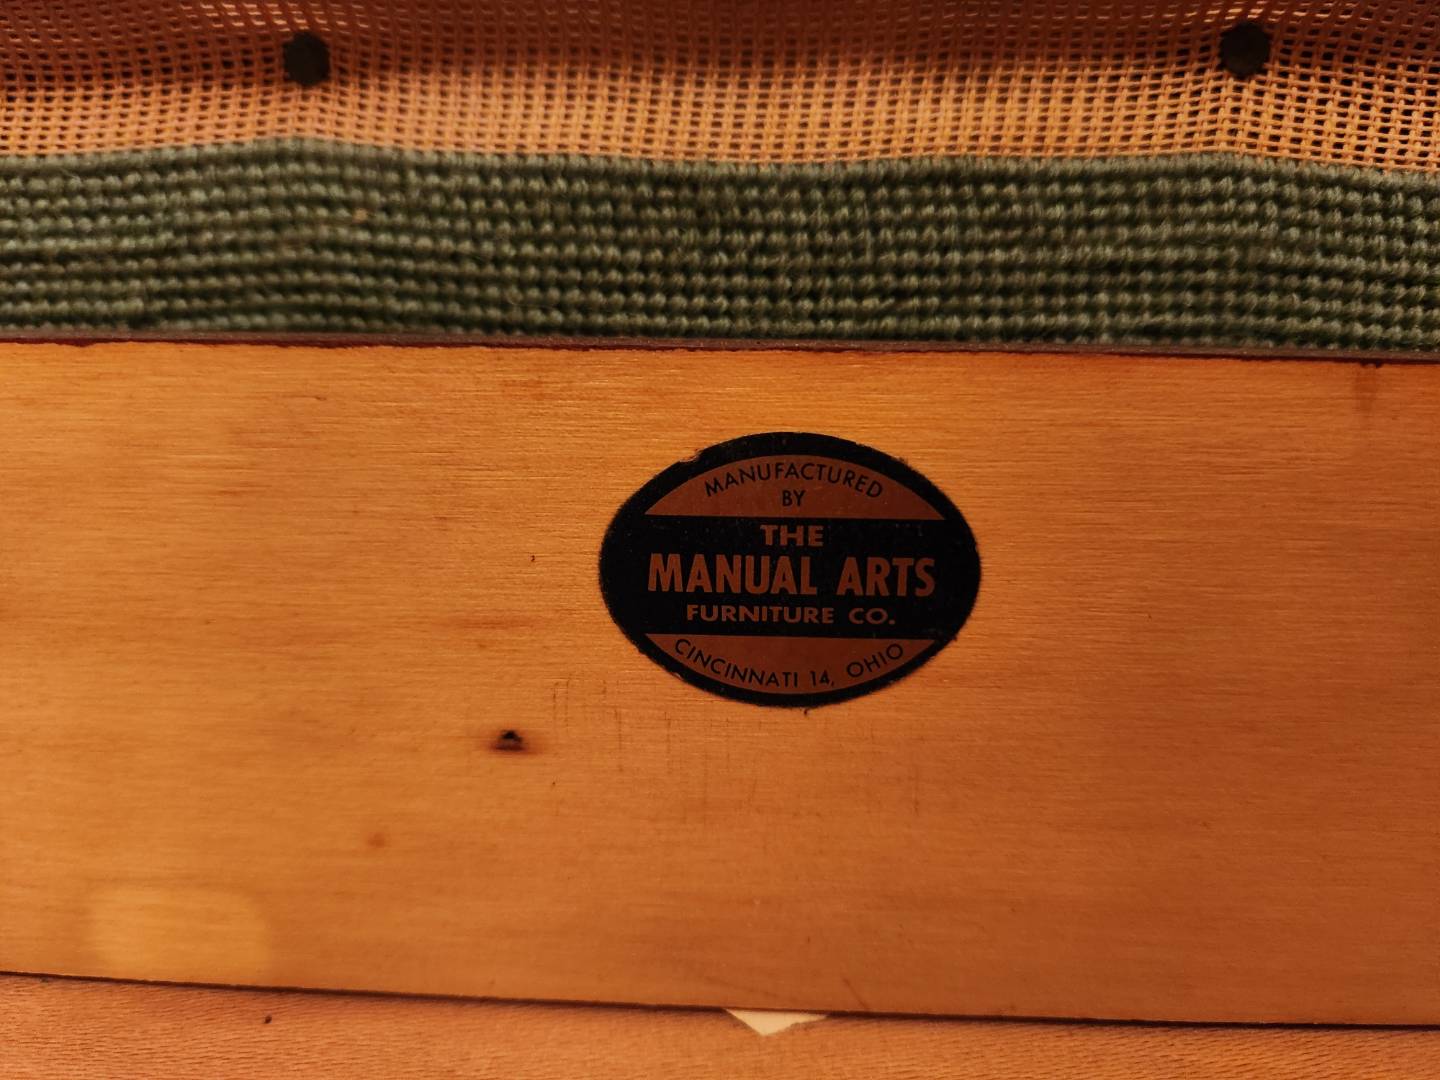 MANUFACTURED
BY
THE
MANUAL ARTS
FURNITURE CO.
CINCINNATI 14, OHIO